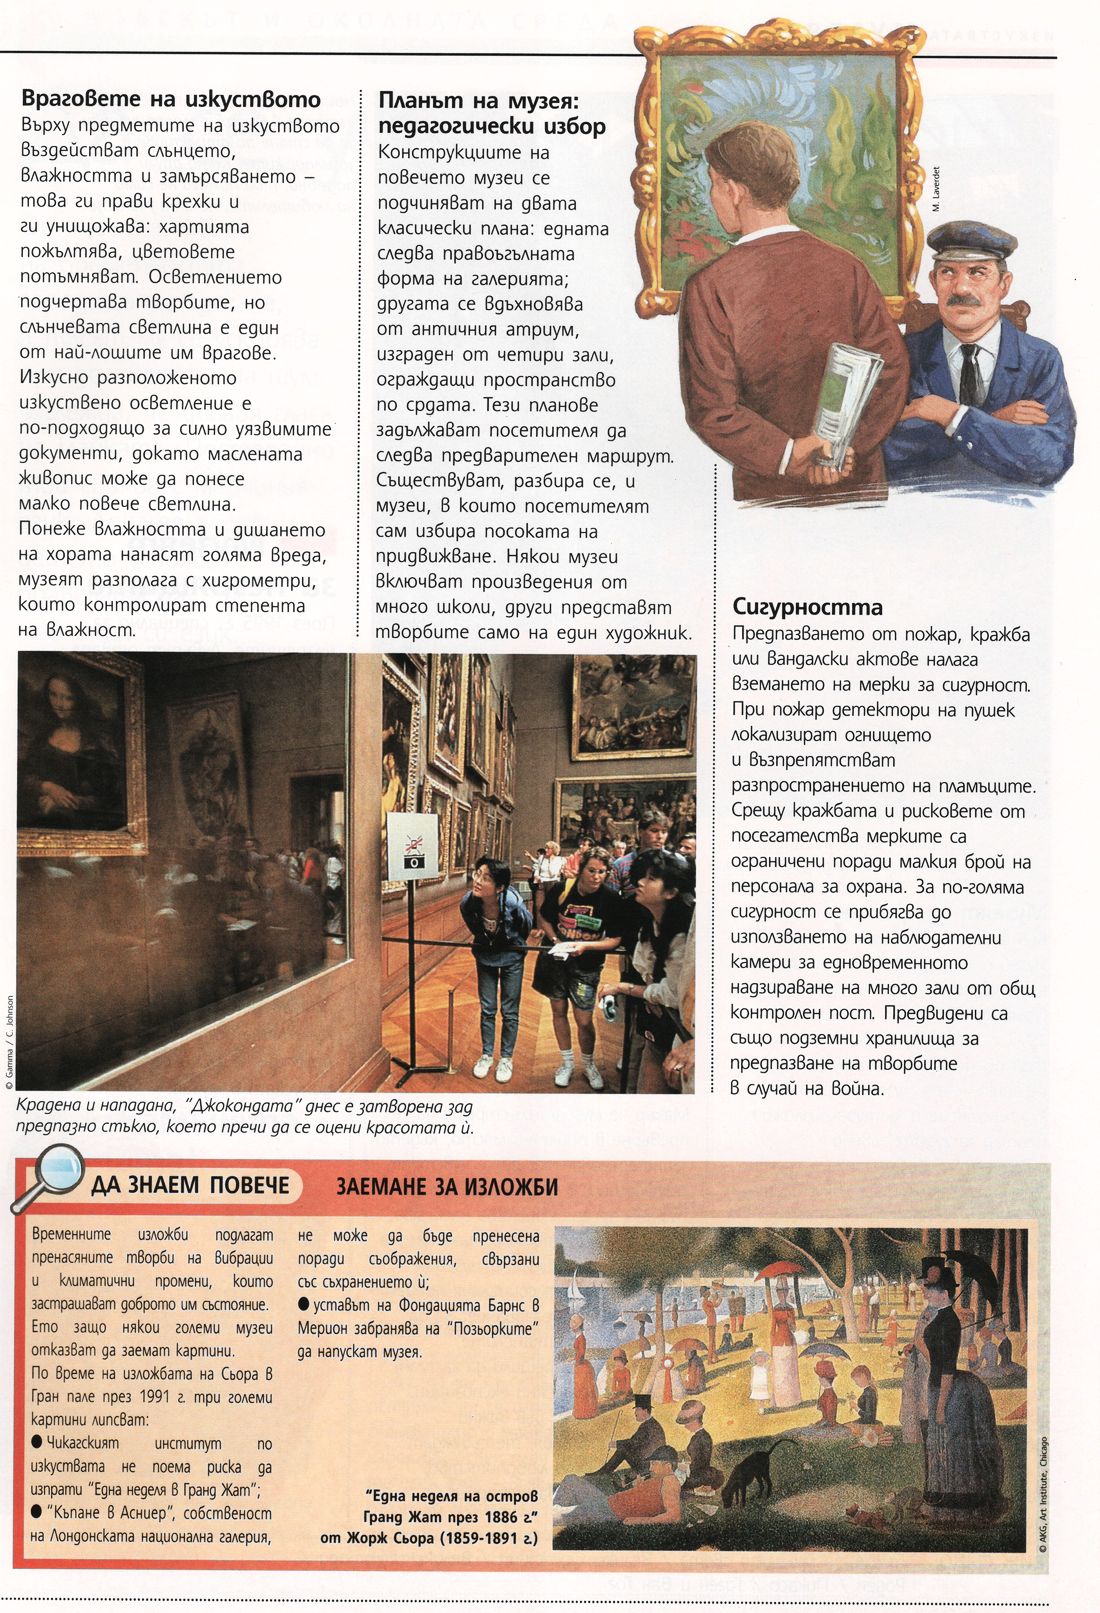 Враговете на изкуството
Върху предметите на изкуството
въздействат слънцето,
влажността и замърсяването –
това ги прави крехки и
ги унищожава: хартията
пожълтява, цветовете
потъмняват. Осветлението
подчертава творбите, но
слънчевата светлина е един
от най-лошите им врагове.
Изкусно разположеното
изкуствено осветление е
по-подходящо за силно уязвимите
документи, докато маслената
живопис може да понесе
малко повече светлина.
Понеже влажността и дишането
на хората нанасят голяма вреда,
музеят разполага с хигрометри,
които контролират степента
на влажност.
Планът на музея:
педагогически избор
Конструкциите на
повечето музеи се
подчиняват на двата
класически плана: едната
следва правоъгълната
форма на галерията;
другата се вдъхновява
от античния атриум,
изграден от четири зали,
ограждащи пространство
по срдата. Тези планове
задължават посетителя да
следва предварителен маршрут.
Съществуват, разбира се, и
музеи, в които посетителят
сам избира посоката на
придвижване. Някои музеи
включват произведения от
много школи, други представят
творбите само на един художник.
M. Laverdet
Сигурността
Предпазването от пожар, кражба
или вандалски актове налага
вземането на мерки за сигурност.
При пожар детектори на пушек
локализират огнището
и възпрепятстват
разпространението на пламъците.
Срещу кражбата и рисковете от
посегателства мерките са
ограничени поради малкия брой на
персонала за охрана. За по-голяма
сигурност се прибягва до
използването на наблюдателни
камери за едновременното
надзираване на много зали от общ
контролен пост. Предвидени са
също подземни хранилища за
предпазване на творбите
в случай на война.
© Gamma / C. Johnson
Крадена и нападана, “Джокондата” днес е затворена зад
предпазно стъкло, което пречи да се оцени красотата ѝ.
ДА ЗНАЕМ ПОВЕЧЕ
ЗАЕМАНЕ ЗА ИЗЛОЖБИ
Временните изложби подлагат
пренасяните творби на вибрации
и климатични промени, които
застрашават доброто им състояние.
Ето защо някои големи музеи
отказват да заемат картини.
По време на изложбата на Сьора в
Гран пале през 1991 г. три големи
картини липсват:
● Чикагският институт по
изкуствата не поема риска да
изпрати “Една неделя в Гранд Жат”;
● “Къпане в Асниер”, собственост
на Лондонската национална галерия,
не може да бъде пренесена
поради съображения, свързани
със съхранението ѝ;
● уставът на Фондацията Барнс в
Мерион забранява на “Позьорките”
да напускат музея.
“Една неделя на остров
Гранд Жат през 1886 г.”
от Жорж Сьора (1859-1891 г.)
© AKG, Art Institute, Chicago